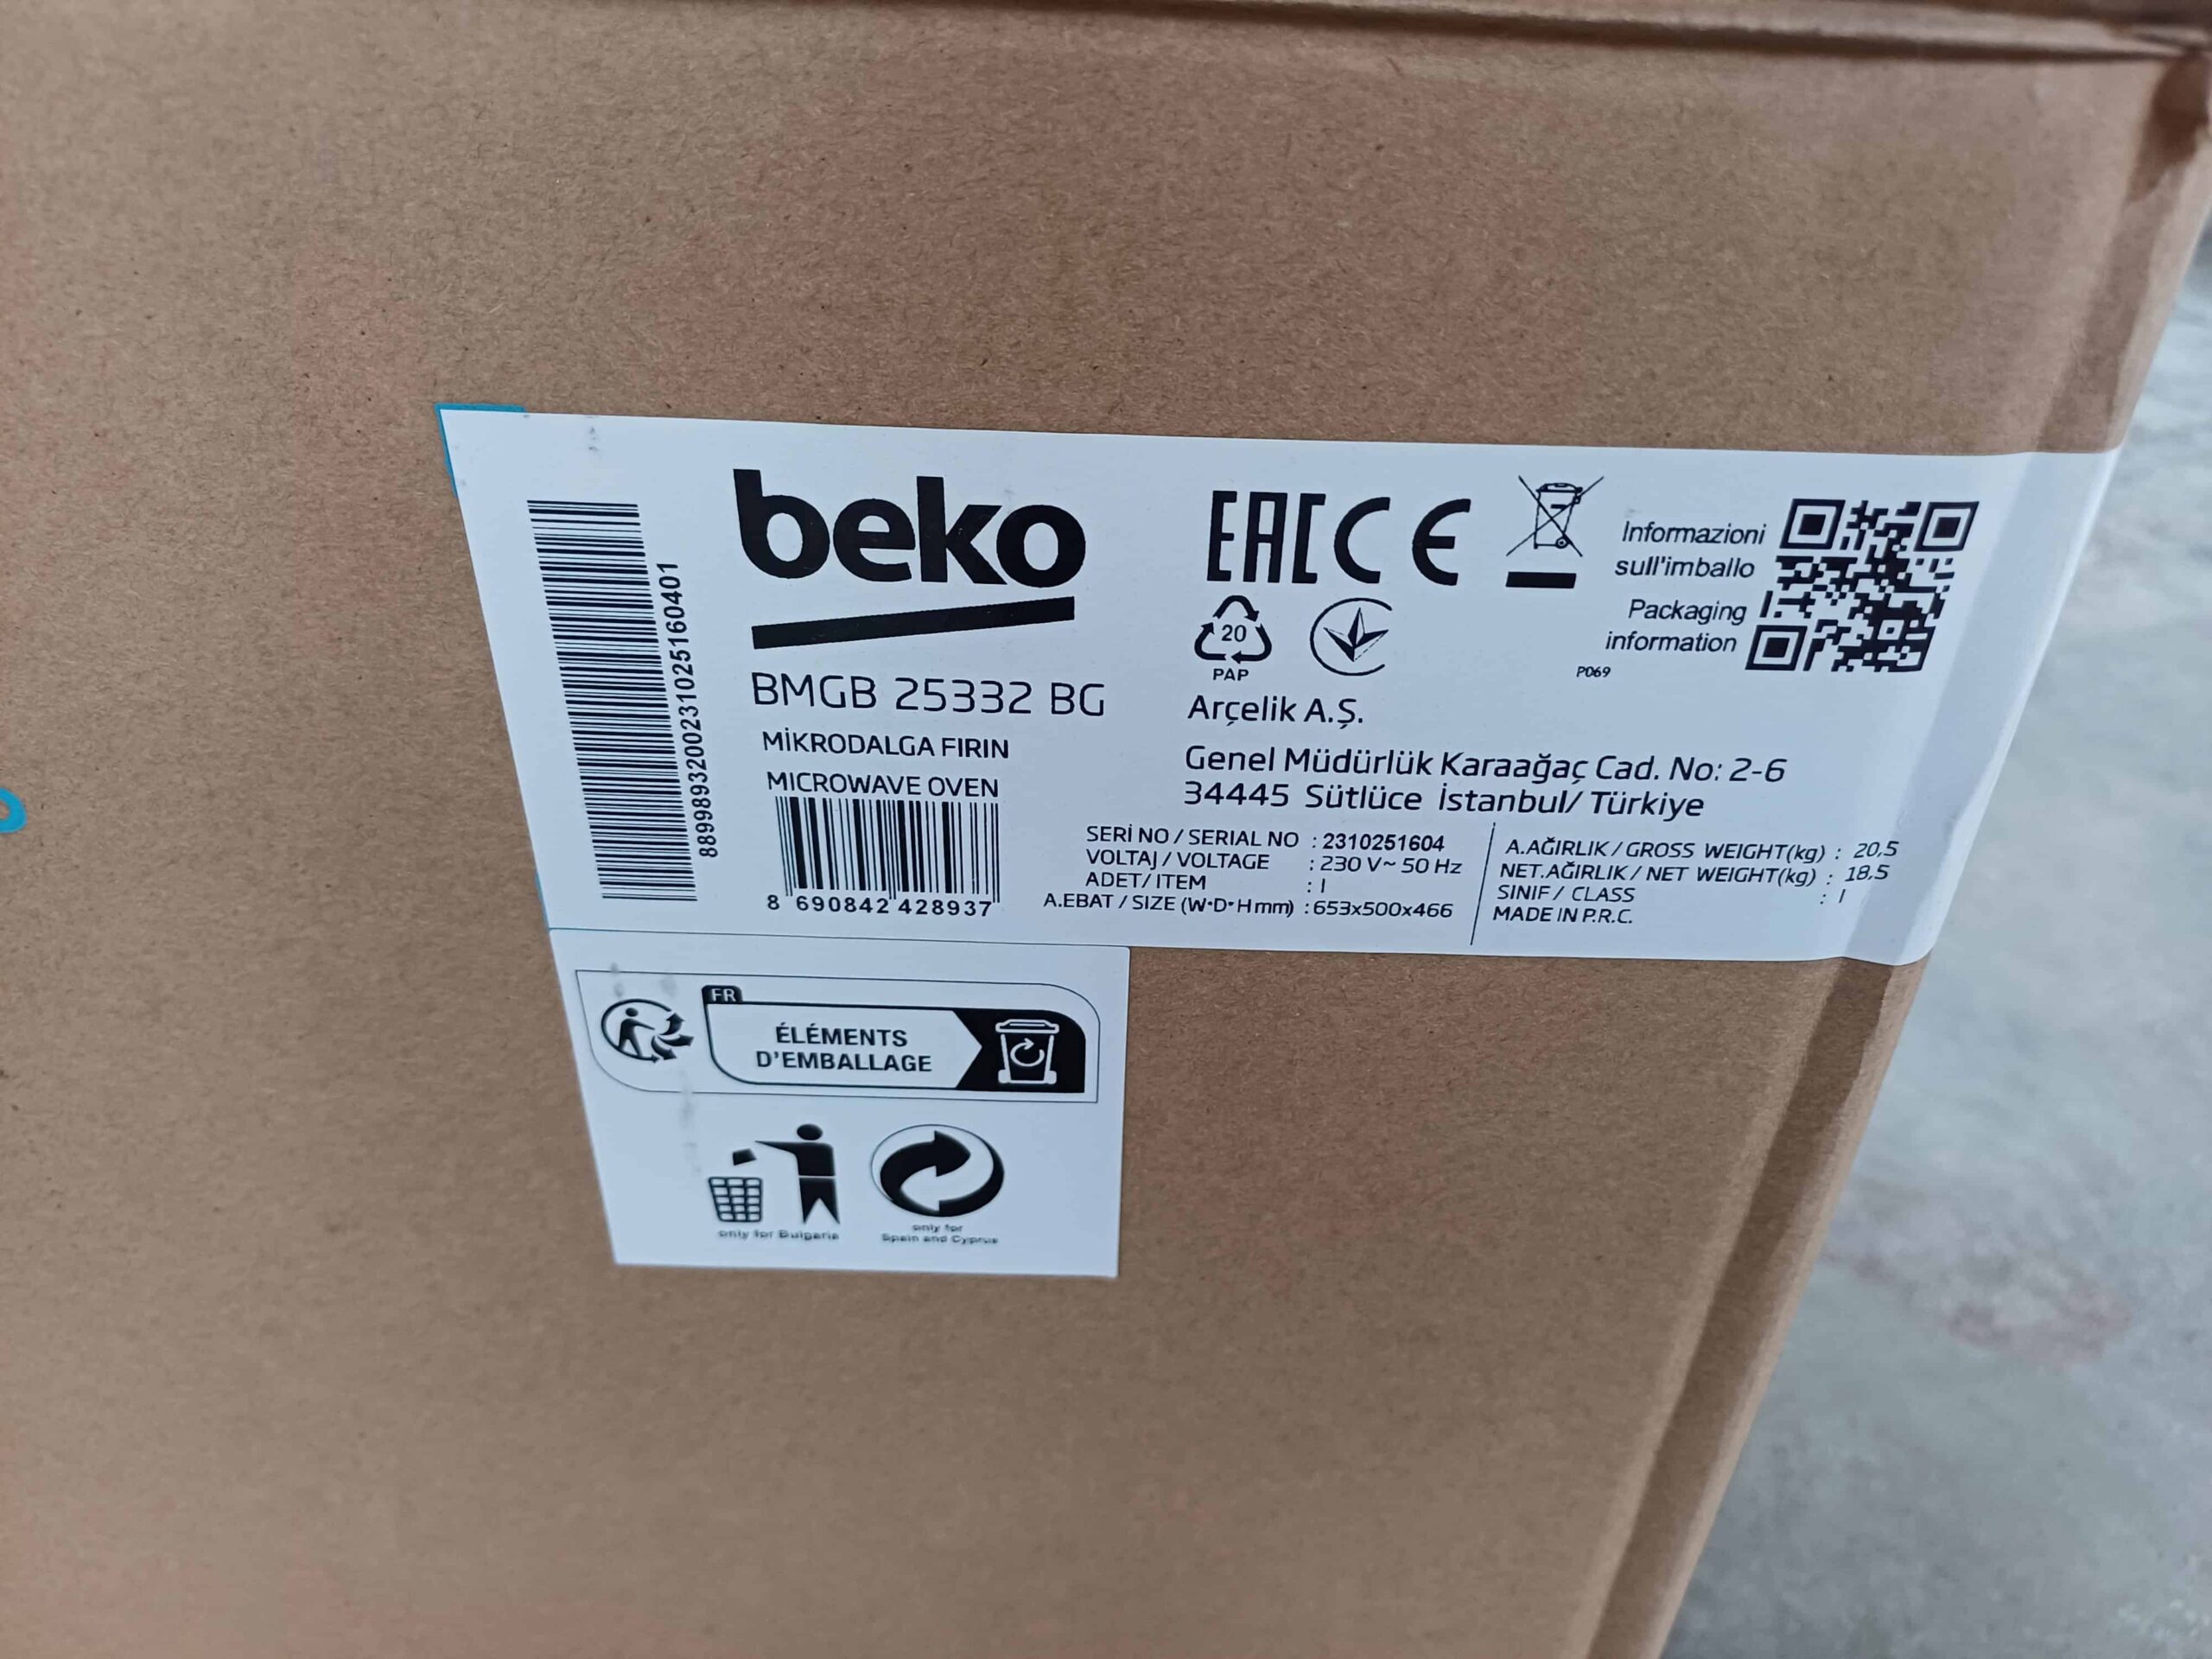 8899893200231025160401
beko
BMGB 25332 BG
MİKRODALGA FIRIN
MICROWAVE OVEN
8 690842 428937
EAC CE
20
PAP
Informazioni
sull'imballo
Packaging
information
P069
Arçelik A.Ş.
Genel Müdürlük Karaağaç Cad. No: 2-6
34445 Sütlüce İstanbul/ Türkiye
SERİ NO / SERIAL NO : 2310251604
VOLTAJ / VOLTAGE : 230 V~ 50 Hz
ADET/ ITEM : 1
A.EBAT / SIZE (W*D*H mm) : 653x500x466
A.AĞIRLIK / GROSS WEIGHT(kg) : 20,5
NET.AĞIRLIK / NET WEIGHT(kg) : 18,5
SINIF / CLASS : I
MADE IN P.R.C.
FR
ÉLÉMENTS
D'EMBALLAGE
only for Bulgaria
only for
Spain and Cyprus